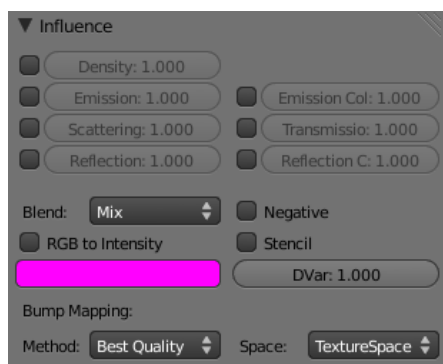 Influence
Density: 1.000
Emission: 1.000 Emission Col: 1.000
Scattering: 1.000 Transmissio: 1.000
Reflection: 1.000 Reflection C: 1.000
Blend: Mix Negative
RGB to Intensity Stencil
DVar: 1.000
Bump Mapping:
Method: Best Quality Space: TextureSpace